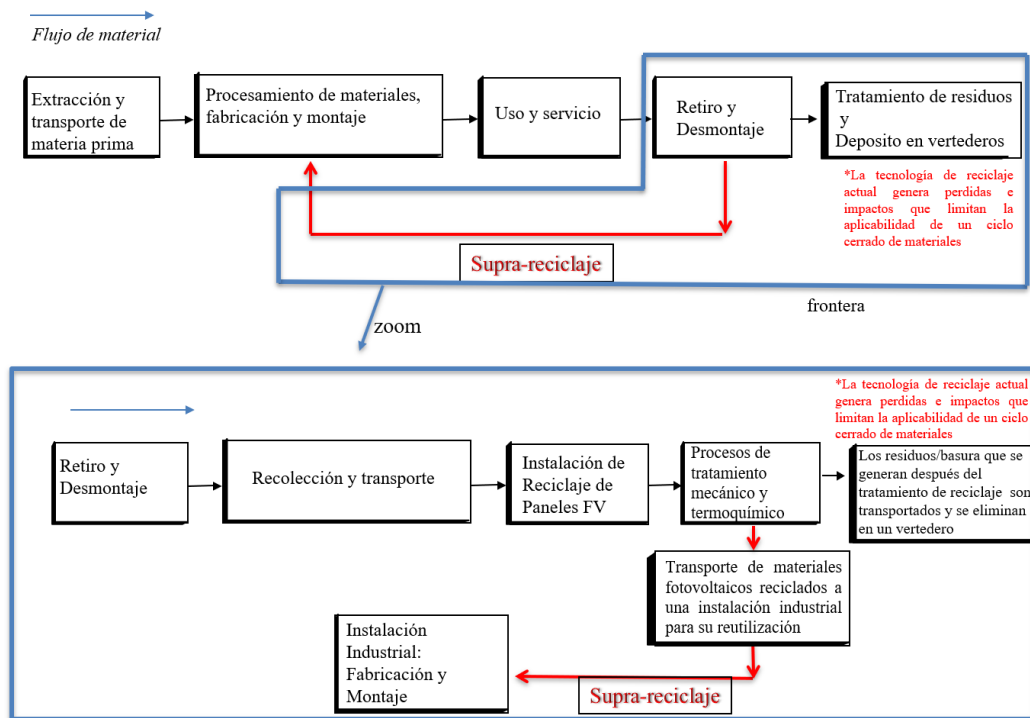 Flujo de material
Extracción y
transporte de
materia prima
Procesamiento de materiales,
fabricación y montaje
Uso y servicio
Retiro y
Desmontaje
Tratamiento de residuos
y
Deposito en vertederos
*La tecnología de reciclaje
actual genera perdidas e
impactos que limitan la
aplicabilidad de un ciclo
cerrado de materiales
Supra-reciclaje
frontera
zoom
*La tecnología de reciclaje actual
genera perdidas e impactos que
limitan la aplicabilidad de un ciclo
cerrado de materiales
Retiro y
Desmontaje
Recolección y transporte
Instalación de
Reciclaje de
Paneles FV
Procesos de
tratamiento
mecánico y
termoquímico
Los residuos/basura que se
generan después del
tratamiento de reciclaje son
transportados y se eliminan
en un vertedero
Transporte de materiales
fotovoltaicos reciclados a
una instalación industrial
para su reutilización
Instalación
Industrial:
Fabricación y
Montaje
Supra-reciclaje